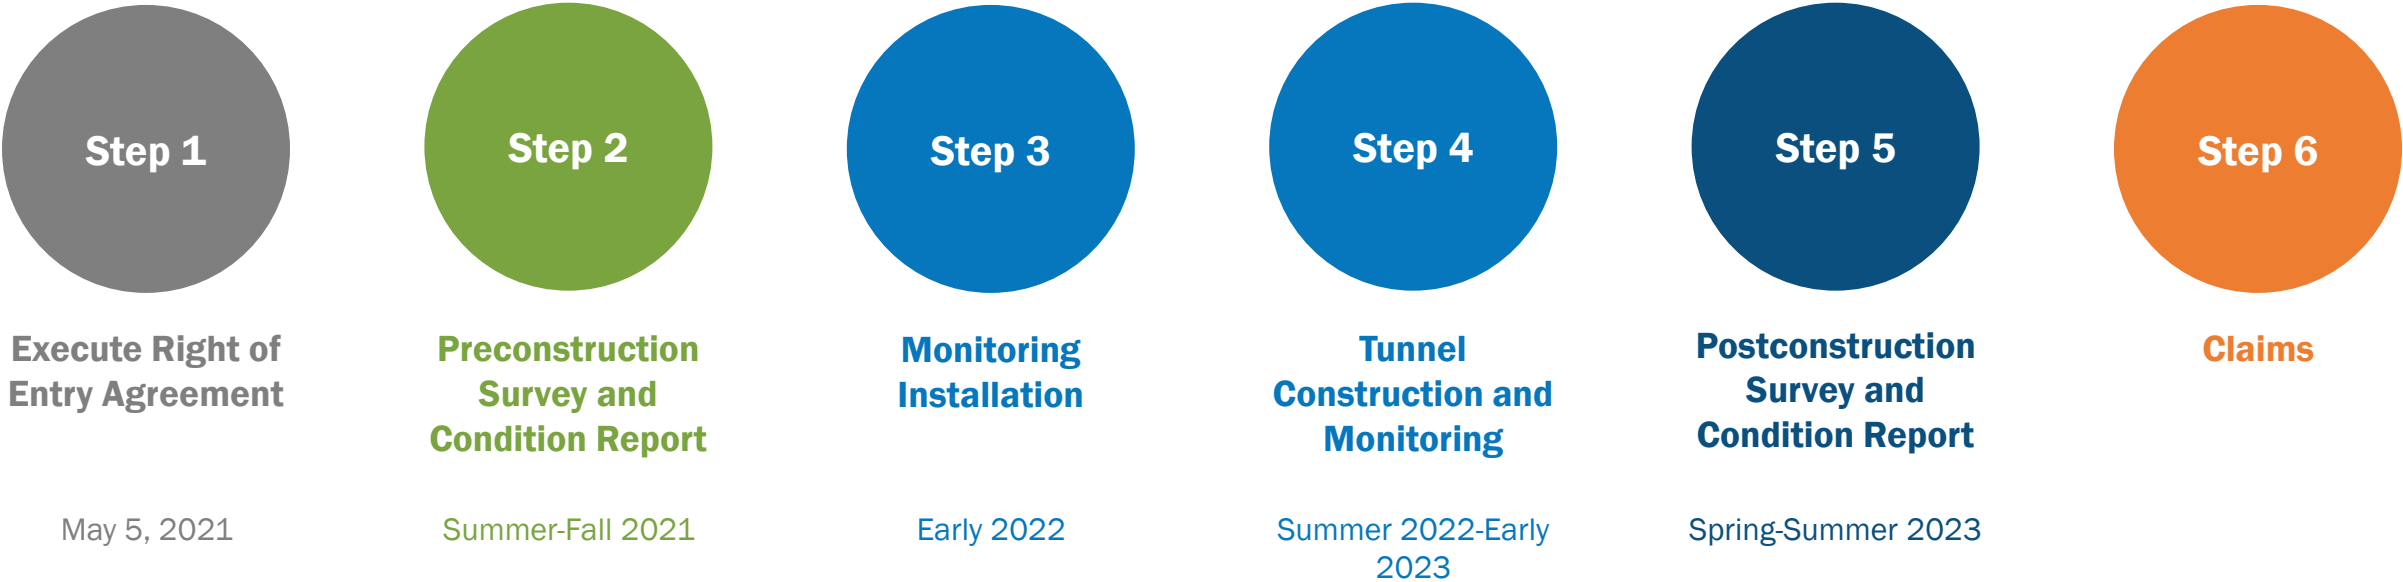 Step 1
Execute Right of
Entry Agreement
May 5, 2021
Step 2
Preconstruction
Survey and
Condition Report
Summer-Fall 2021
Step 3
Monitoring
Installation
Early 2022
Step 4
Tunnel
Construction and
Monitoring
Summer 2022-Early
2023
Step 5
Postconstruction
Survey and
Condition Report
Spring-Summer 2023
Step 6
Claims